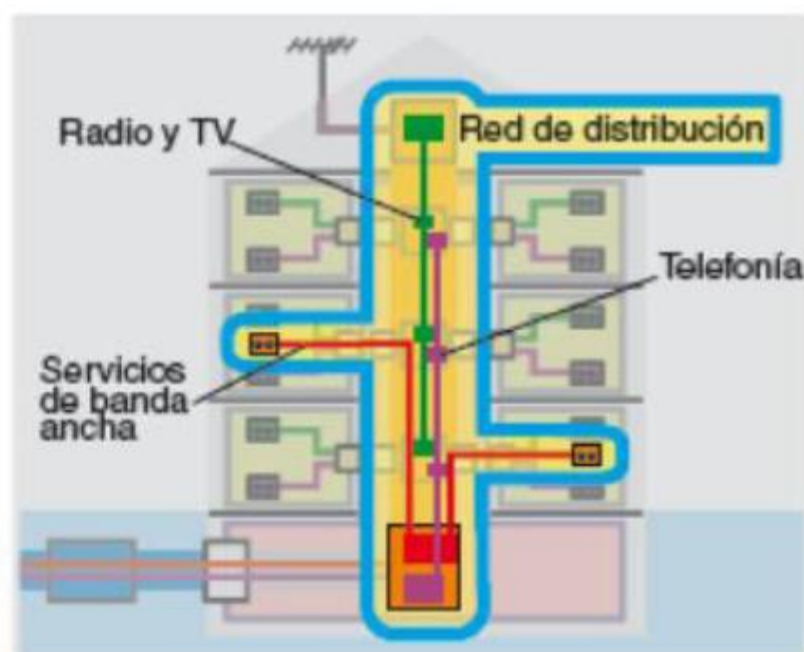 Radio y TV
Red de distribución
Telefonía
Servicios
de banda
ancha